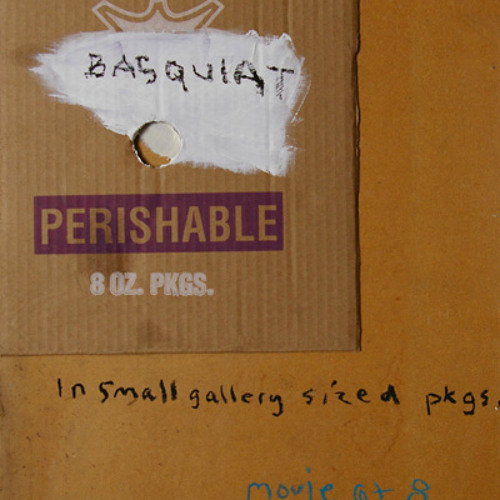 BASQUIAT
PERISHABLE
8 OZ. PKGS.
In small gallery sized pkgs.
movie at 8